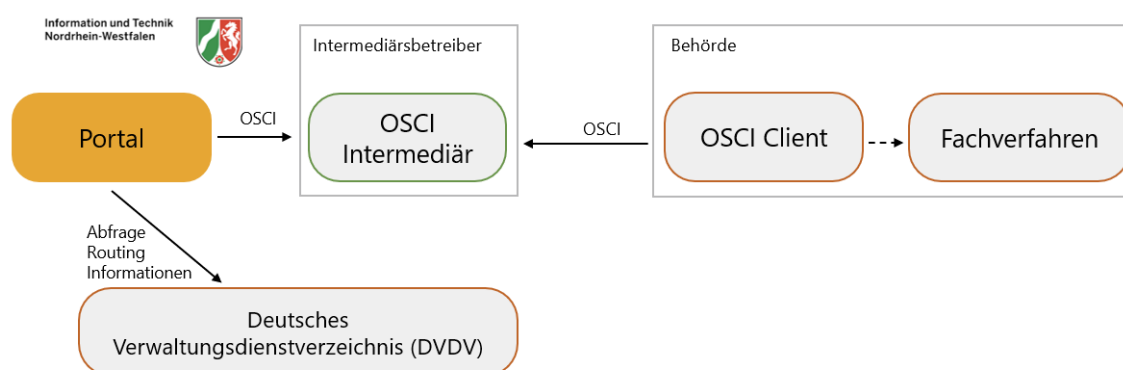 Information und Technik
Nordrhein-Westfalen
Intermediärsbetreiber
Behörde
Portal
OSCI
OSCI
Intermediär
OSCI
OSCI Client
Fachverfahren
Abfrage
Routing
Informationen
Deutsches
Verwaltungsdienstverzeichnis (DVDV)